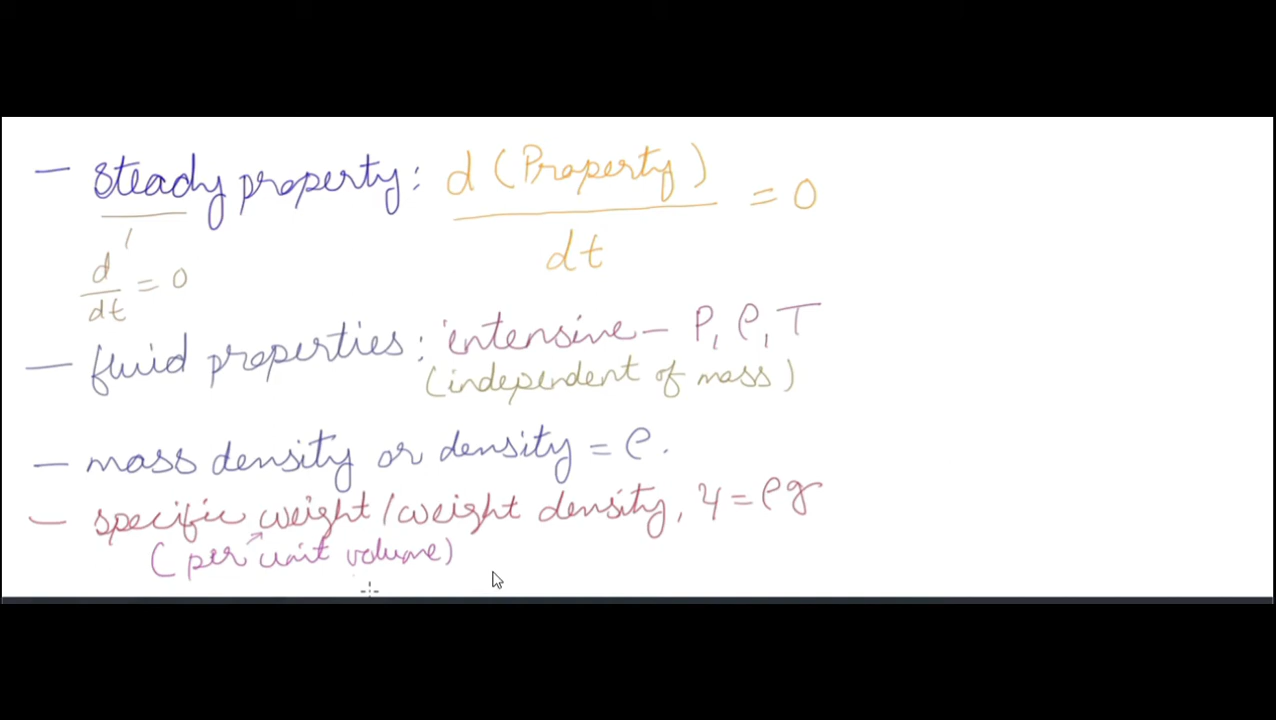 – steady property: d (Property) / dt = 0
d/dt = 0
– fluid properties: intensive – P, ρ, T
(independent of mass)
– mass density or density = ρ.
– specific weight/weight density, γ = ρg
(per unit volume)